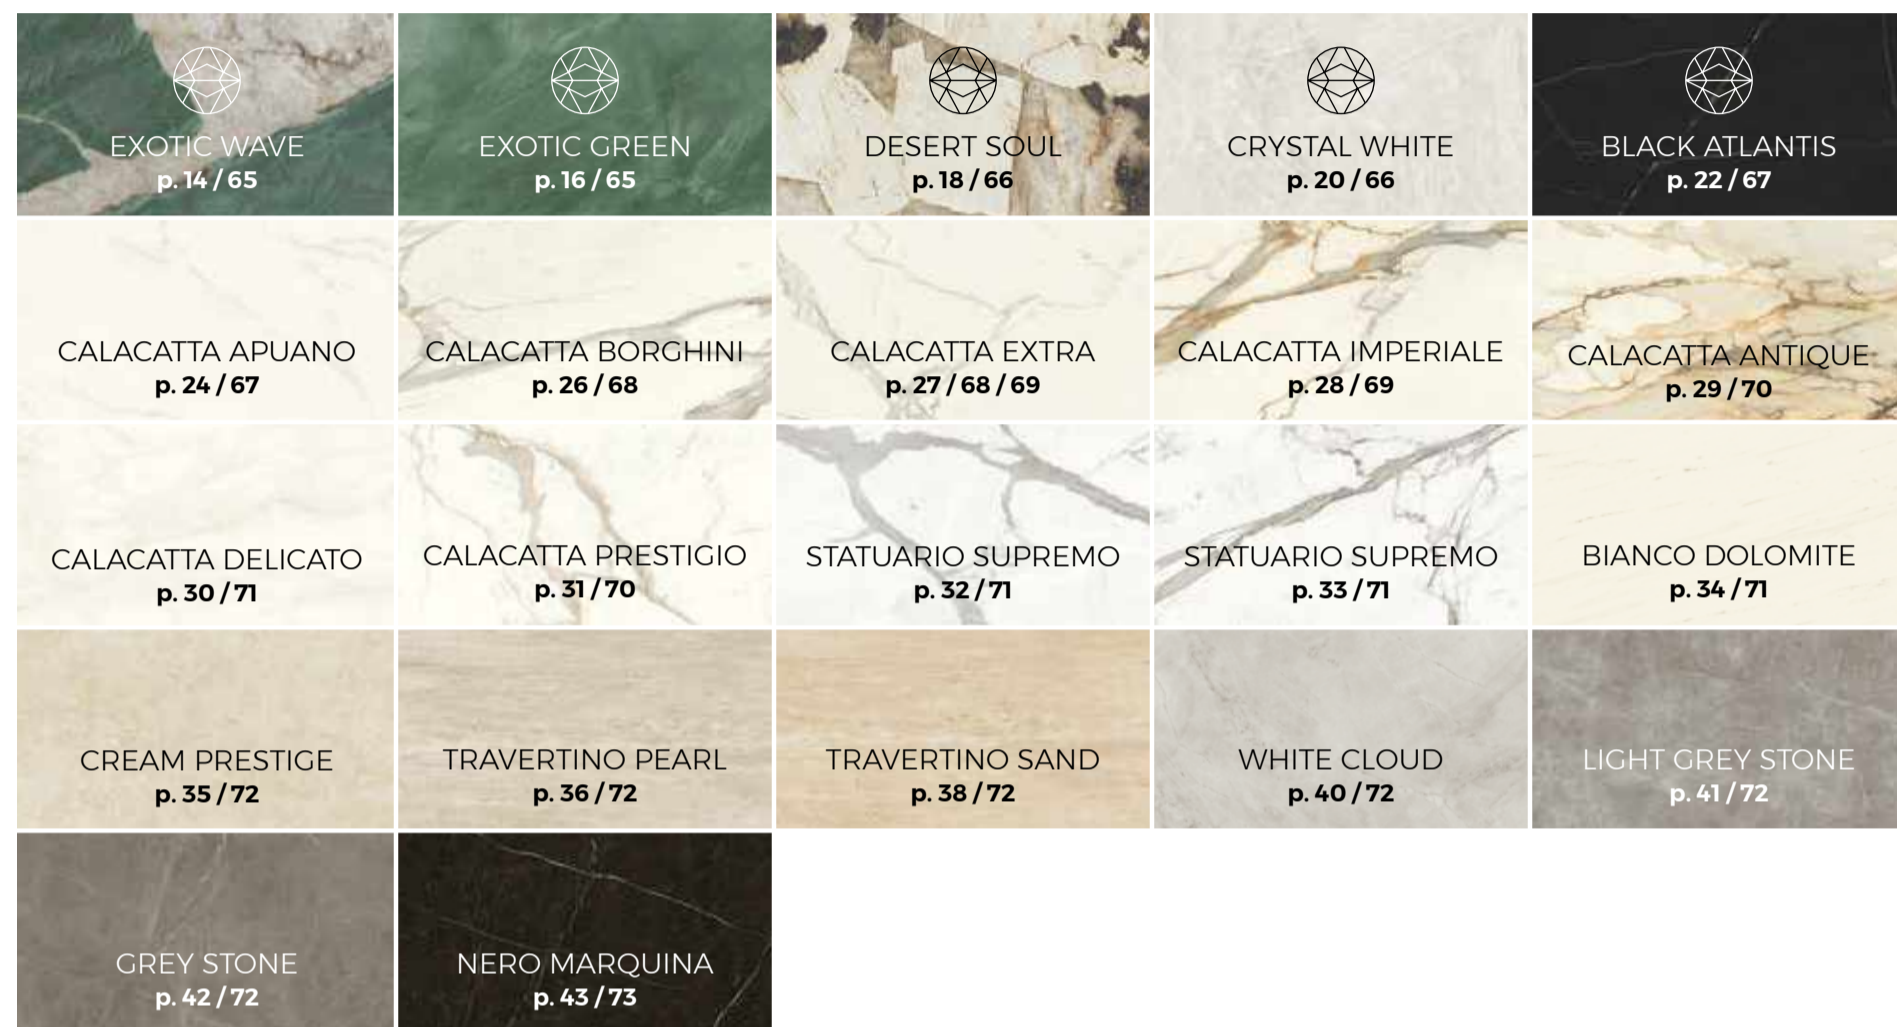 EXOTIC WAVE
p. 14 / 65
EXOTIC GREEN
p. 16 / 65
DESERT SOUL
p. 18 / 66
CRYSTAL WHITE
p. 20 / 66
BLACK ATLANTIS
p. 22 / 67
CALACATTA APUANO
p. 24 / 67
CALACATTA BORGHINI
p. 26 / 68
CALACATTA EXTRA
p. 27 / 68 / 69
CALACATTA IMPERIALE
p. 28 / 69
CALACATTA ANTIQUE
p. 29 / 70
CALACATTA DELICATO
p. 30 / 71
CALACATTA PRESTIGIO
p. 31 / 70
STATUARIO SUPREMO
p. 32 / 71
STATUARIO SUPREMO
p. 33 / 71
BIANCO DOLOMITE
p. 34 / 71
CREAM PRESTIGE
p. 35 / 72
TRAVERTINO PEARL
p. 36 / 72
TRAVERTINO SAND
p. 38 / 72
WHITE CLOUD
p. 40 / 72
LIGHT GREY STONE
p. 41 / 72
GREY STONE
p. 42 / 72
NERO MARQUINA
p. 43 / 73